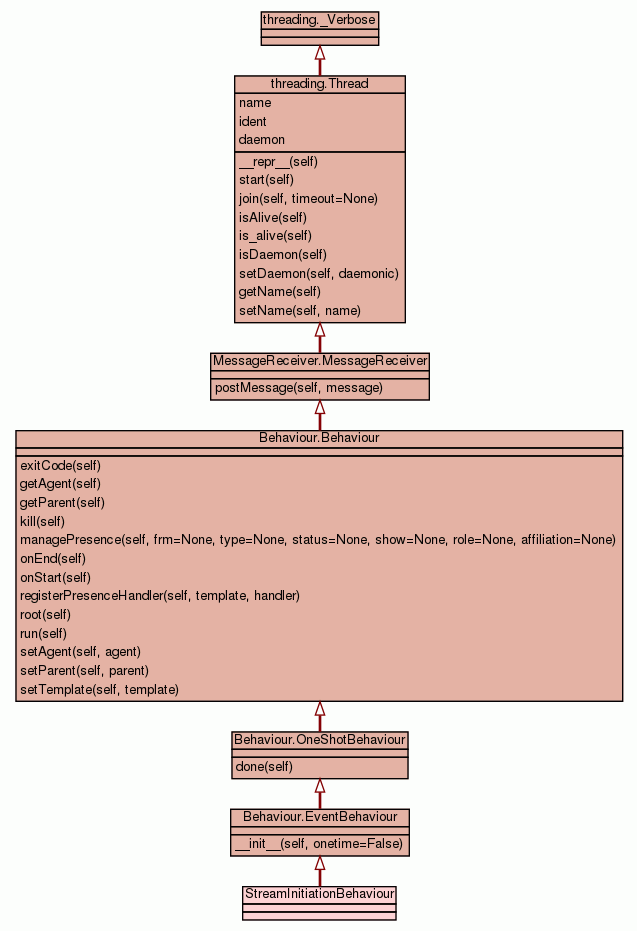 threading._Verbose
threading.Thread
name
ident
daemon
__repr__(self)
start(self)
join(self, timeout=None)
isAlive(self)
is_alive(self)
isDaemon(self)
setDaemon(self, daemonic)
getName(self)
setName(self, name)
MessageReceiver.MessageReceiver
postMessage(self, message)
Behaviour.Behaviour
exitCode(self)
getAgent(self)
getParent(self)
kill(self)
managePresence(self, frm=None, type=None, status=None, show=None, role=None, affiliation=None)
onEnd(self)
onStart(self)
registerPresenceHandler(self, template, handler)
root(self)
run(self)
setAgent(self, agent)
setParent(self, parent)
setTemplate(self, template)
Behaviour.OneShotBehaviour
done(self)
Behaviour.EventBehaviour
__init__(self, onetime=False)
StreamInitiationBehaviour